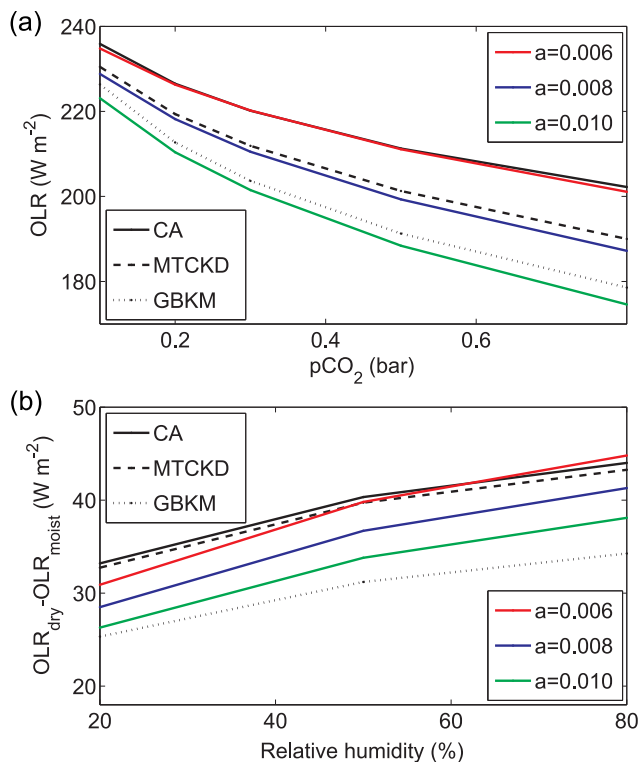 (a)
240
220
200
180
OLR (W m⁻²)
a=0.006
a=0.008
a=0.010
CA
MTCKD
GBKM
0.2
0.4
0.6
pCO₂ (bar)
(b)
50
40
30
20
OLR_dry-OLR_moist (W m⁻²)
CA
MTCKD
GBKM
a=0.006
a=0.008
a=0.010
20
40
60
80
Relative humidity (%)